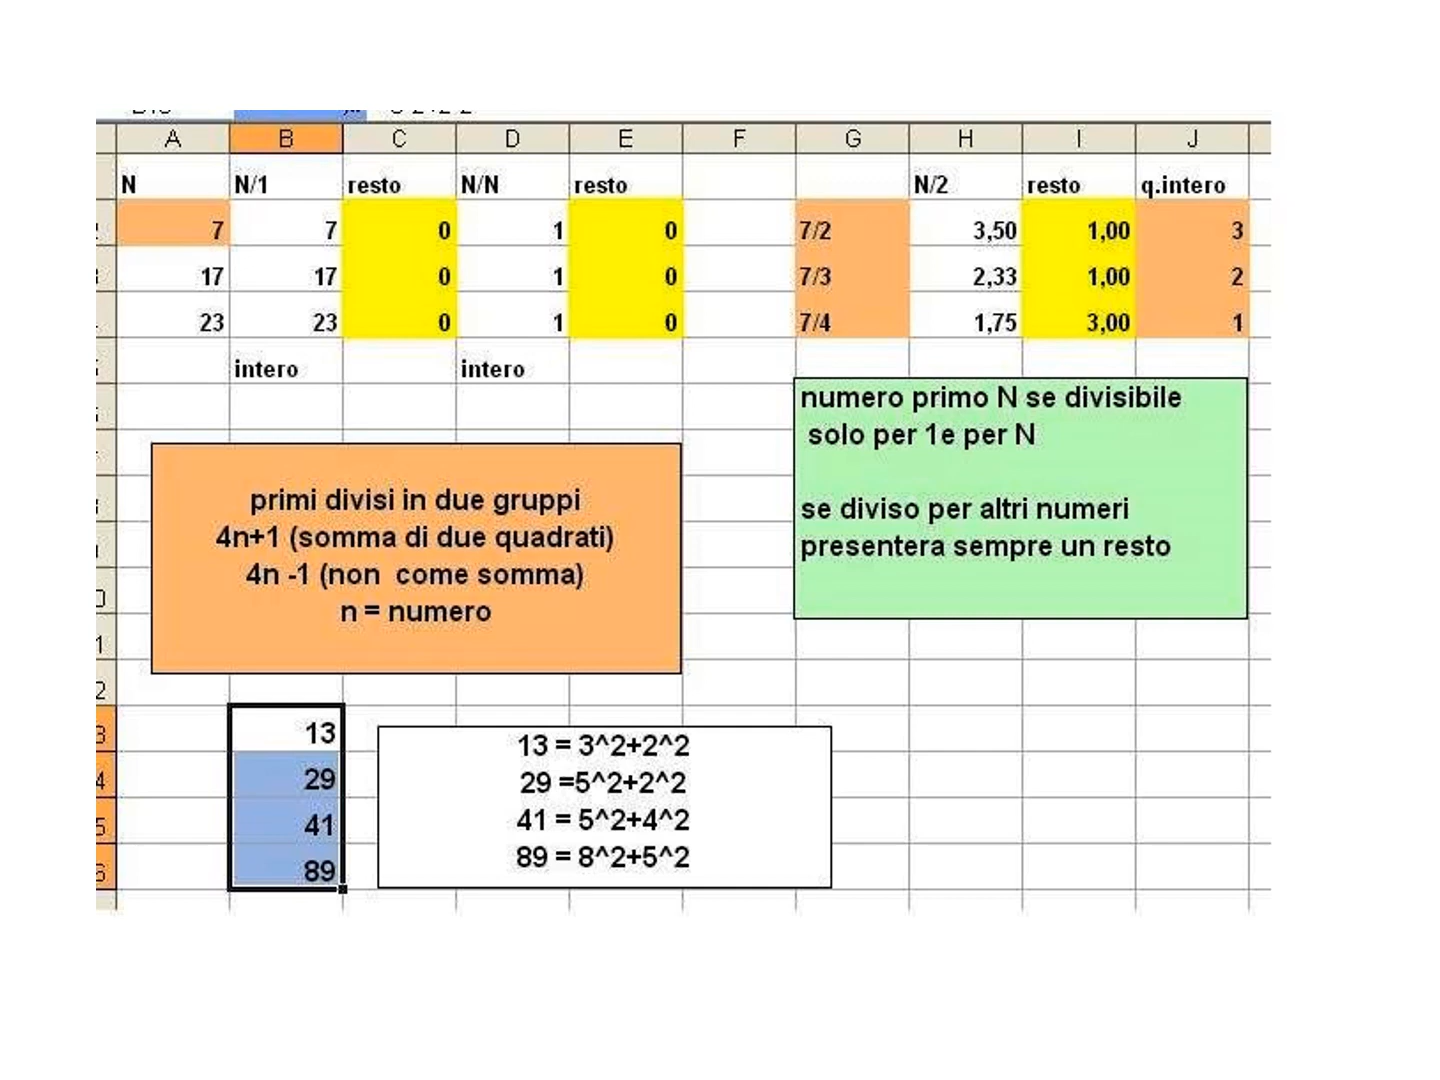 A B C D E F G H I J
N N/1 resto N/N resto N/2 resto q.intero
7 7 0 1 0 7/2 3,50 1,00 3
17 17 0 1 0 7/3 2,33 1,00 2
23 23 0 1 0 7/4 1,75 3,00 1
intero intero
numero primo N se divisibile
solo per 1e per N
se diviso per altri numeri
presentera sempre un resto
primi divisi in due gruppi
4n+1 (somma di due quadrati)
4n -1 (non come somma)
n = numero
13
29
41
89
13 = 3^2+2^2
29 =5^2+2^2
41 = 5^2+4^2
89 = 8^2+5^2